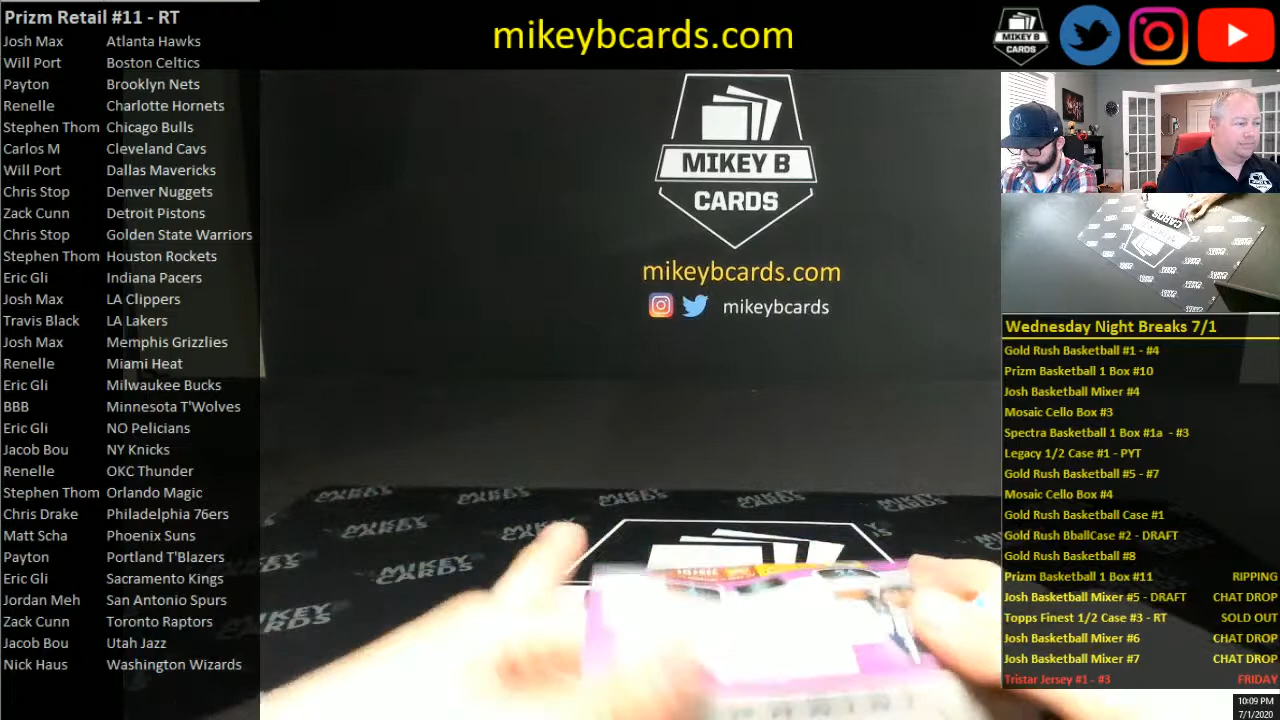 Prizm Retail #11 - RT
Josh Max Atlanta Hawks
Will Port Boston Celtics
Payton Brooklyn Nets
Renelle Charlotte Hornets
Stephen Thom Chicago Bulls
Carlos M Cleveland Cavs
Will Port Dallas Mavericks
Chris Stop Denver Nuggets
Zack Cunn Detroit Pistons
Chris Stop Golden State Warriors
Stephen Thom Houston Rockets
Eric Gli Indiana Pacers
Josh Max LA Clippers
Travis Black LA Lakers
Josh Max Memphis Grizzlies
Renelle Miami Heat
Eric Gli Milwaukee Bucks
BBB Minnesota T'Wolves
Eric Gli NO Pelicians
Jacob Bou NY Knicks
Renelle OKC Thunder
Stephen Thom Orlando Magic
Chris Drake Philadelphia 76ers
Matt Scha Phoenix Suns
Payton Portland T'Blazers
Eric Gli Sacramento Kings
Jordan Meh San Antonio Spurs
Zack Cunn Toronto Raptors
Jacob Bou Utah Jazz
Nick Haus Washington Wizards
mikeybcards.com
MIKEY B
CARDS
mikeybcards.com
mikeybcards
MIKEY
CARDS
MIKEY B
CARDS
CARDS
Wednesday Night Breaks 7/1
Gold Rush Basketball #1 - #4
Prizm Basketball 1 Box #10
Josh Basketball Mixer #4
Mosaic Cello Box #3
Spectra Basketball 1 Box #1a - #3
Legacy 1/2 Case #1 - PYT
Gold Rush Basketball #5 - #7
Mosaic Cello Box #4
Gold Rush Basketball Case #1
Gold Rush BballCase #2 - DRAFT
Gold Rush Basketball #8
Prizm Basketball 1 Box #11 RIPPING
Josh Basketball Mixer #5 - DRAFT CHAT DROP
Topps Finest 1/2 Case #3 - RT SOLD OUT
Josh Basketball Mixer #6 CHAT DROP
Josh Basketball Mixer #7 CHAT DROP
Tristar Jersey #1 - #3 FRIDAY
10:09 PM
7/1/2020